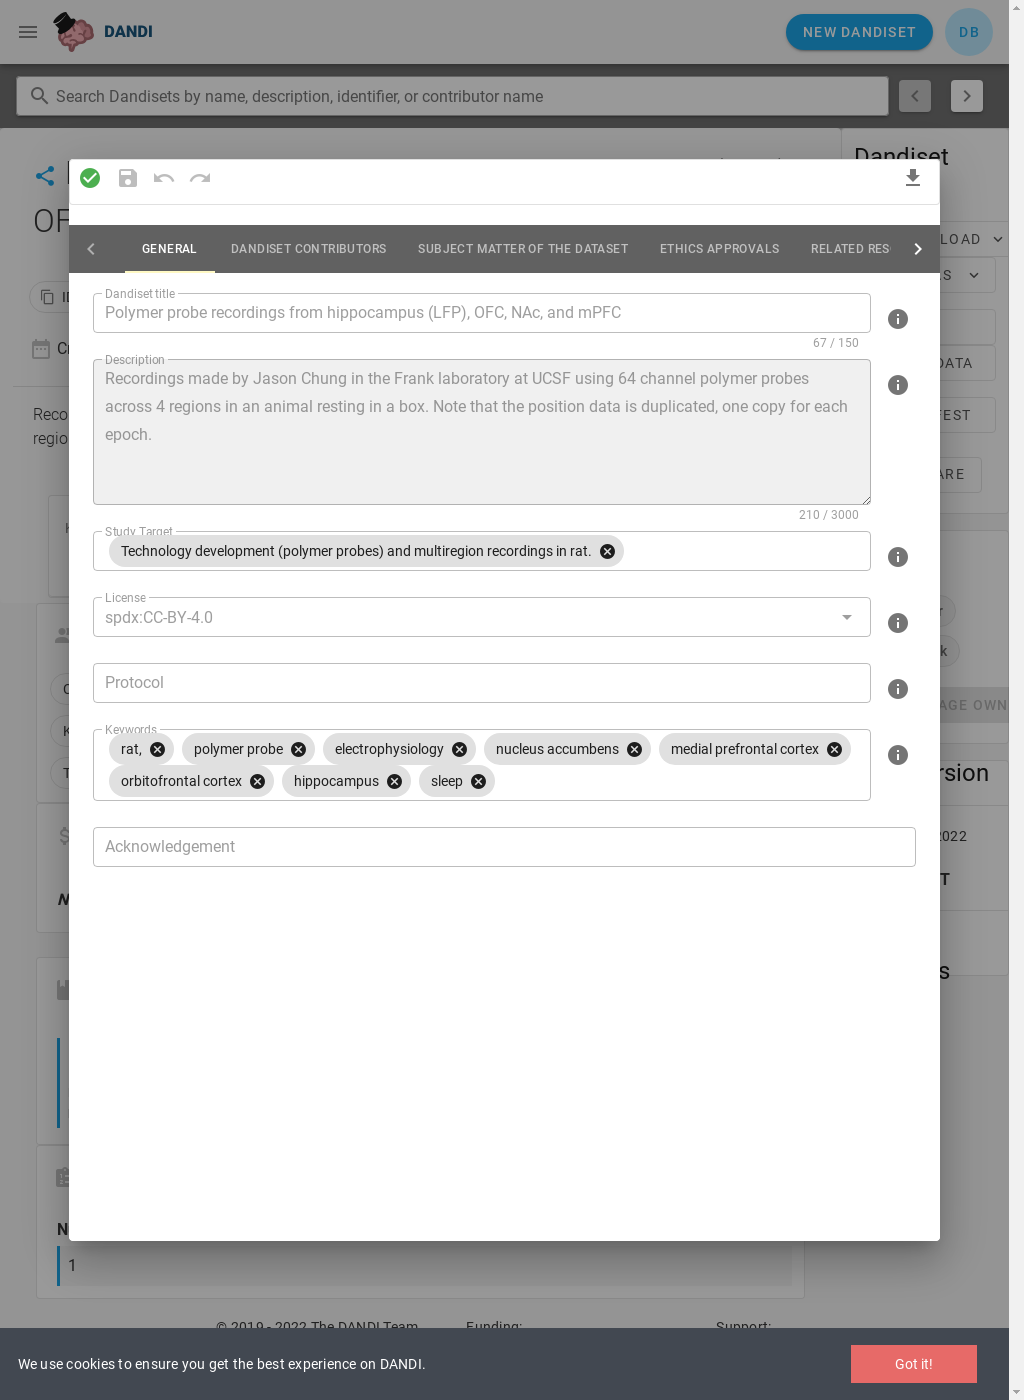 DANDI
NEW DANDISET
DB
Search Dandisets by name, description, identifier, or contributor name
Dandiset
OF
LOAD
GENERAL
DANDISET CONTRIBUTORS
SUBJECT MATTER OF THE DATASET
ETHICS APPROVALS
RELATED RES
Dandiset title
Polymer probe recordings from hippocampus (LFP), OFC, NAc, and mPFC
67 / 150
Description
Recordings made by Jason Chung in the Frank laboratory at UCSF using 64 channel polymer probes
across 4 regions in an animal resting in a box. Note that the position data is duplicated, one copy for each
epoch.
210 / 3000
Study Target
Technology development (polymer probes) and multiregion recordings in rat.
License
spdx:CC-BY-4.0
Protocol
Keywords
rat,
polymer probe
electrophysiology
nucleus accumbens
medial prefrontal cortex
orbitofrontal cortex
hippocampus
sleep
Acknowledgement
Reco
regio
DATA
FEST
ARE
AGE OWN
rsion
2022
T
s
N
1
© 2019 - 2022 The DANDI Team
Funding:
Support:
We use cookies to ensure you get the best experience on DANDI.
Got it!